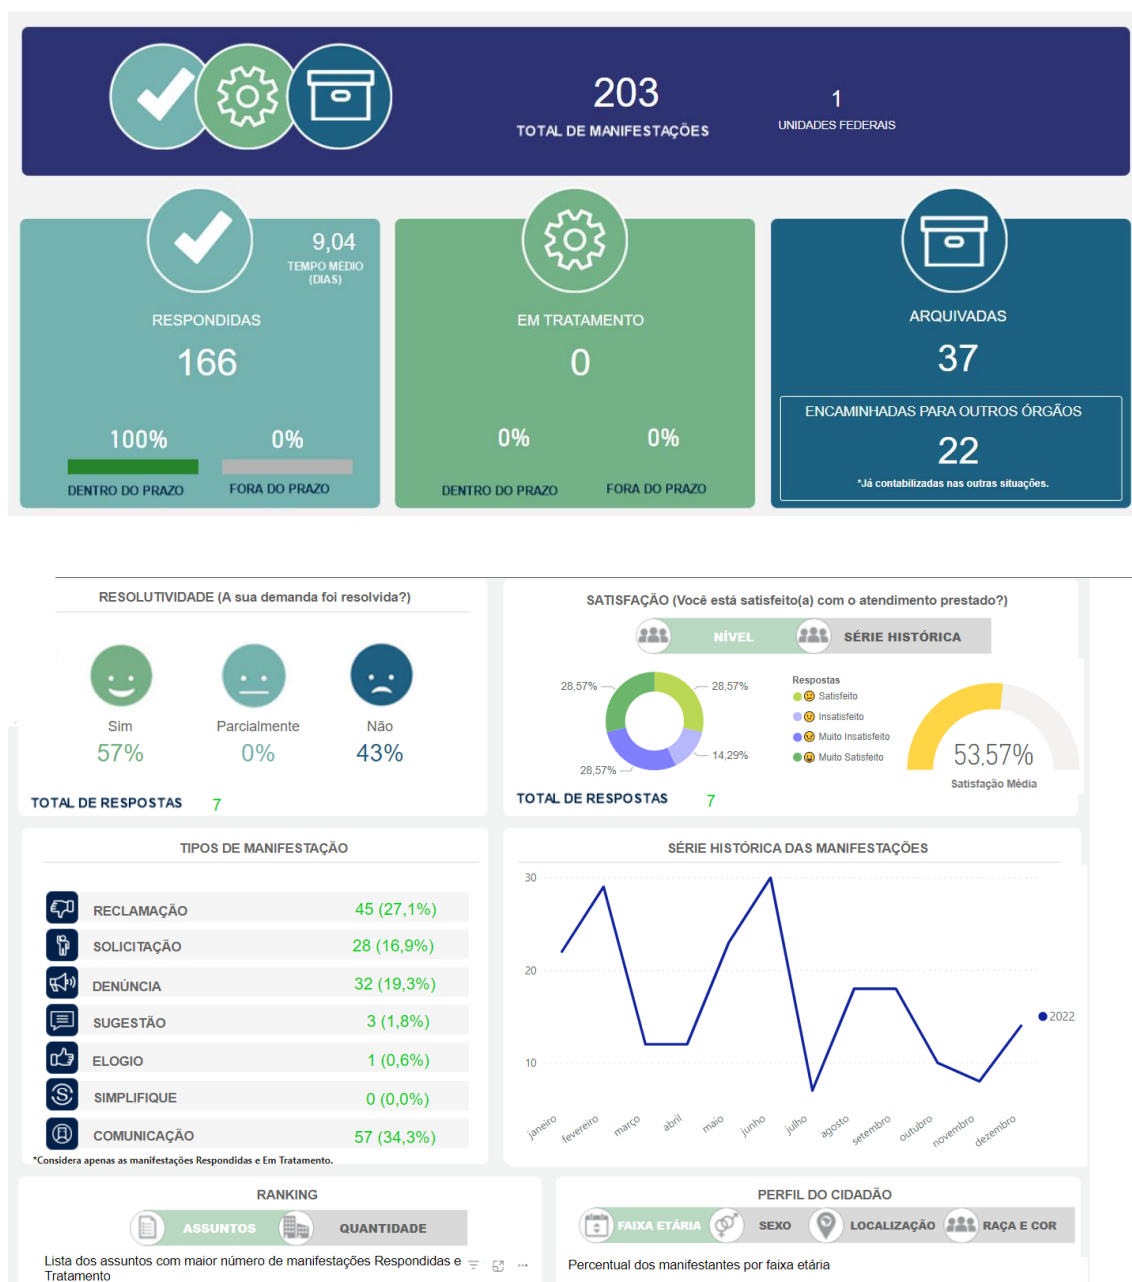 203
TOTAL DE MANIFESTAÇÕES
1
UNIDADES FEDERAIS
9,04
TEMPO MÉDIO
(DIAS)
RESPONDIDAS
166
100%
0%
DENTRO DO PRAZO
FORA DO PRAZO
EM TRATAMENTO
0
0%
0%
DENTRO DO PRAZO
FORA DO PRAZO
ARQUIVADAS
37
ENCAMINHADAS PARA OUTROS ÓRGÃOS
22
*Já contabilizadas nas outras situações.
RESOLUTIVIDADE (A sua demanda foi resolvida?)
Sim
Parcialmente
Não
57%
0%
43%
TOTAL DE RESPOSTAS 7
SATISFAÇÃO (Você está satisfeito(a) com o atendimento prestado?)
NÍVEL
SÉRIE HISTÓRICA
28,57%
28,57%
14,29%
28,57%
Respostas
Satisfeito
Insatisfeito
Muito Insatisfeito
Muito Satisfeito
53,57%
Satisfação Média
TOTAL DE RESPOSTAS 7
TIPOS DE MANIFESTAÇÃO
RECLAMAÇÃO 45 (27,1%)
SOLICITAÇÃO 28 (16,9%)
DENÚNCIA 32 (19,3%)
SUGESTÃO 3 (1,8%)
ELOGIO 1 (0,6%)
SIMPLIFIQUE 0 (0,0%)
COMUNICAÇÃO 57 (34,3%)
*Considera apenas as manifestações Respondidas e Em Tratamento.
SÉRIE HISTÓRICA DAS MANIFESTAÇÕES
30
20
10
2022
janeiro
fevereiro
março
abril
maio
junho
julho
agosto
setembro
outubro
novembro
dezembro
RANKING
ASSUNTOS
QUANTIDADE
Lista dos assuntos com maior número de manifestações Respondidas e
Tratamento
PERFIL DO CIDADÃO
FAIXA ETÁRIA
SEXO
LOCALIZAÇÃO
RAÇA E COR
Percentual dos manifestantes por faixa etária